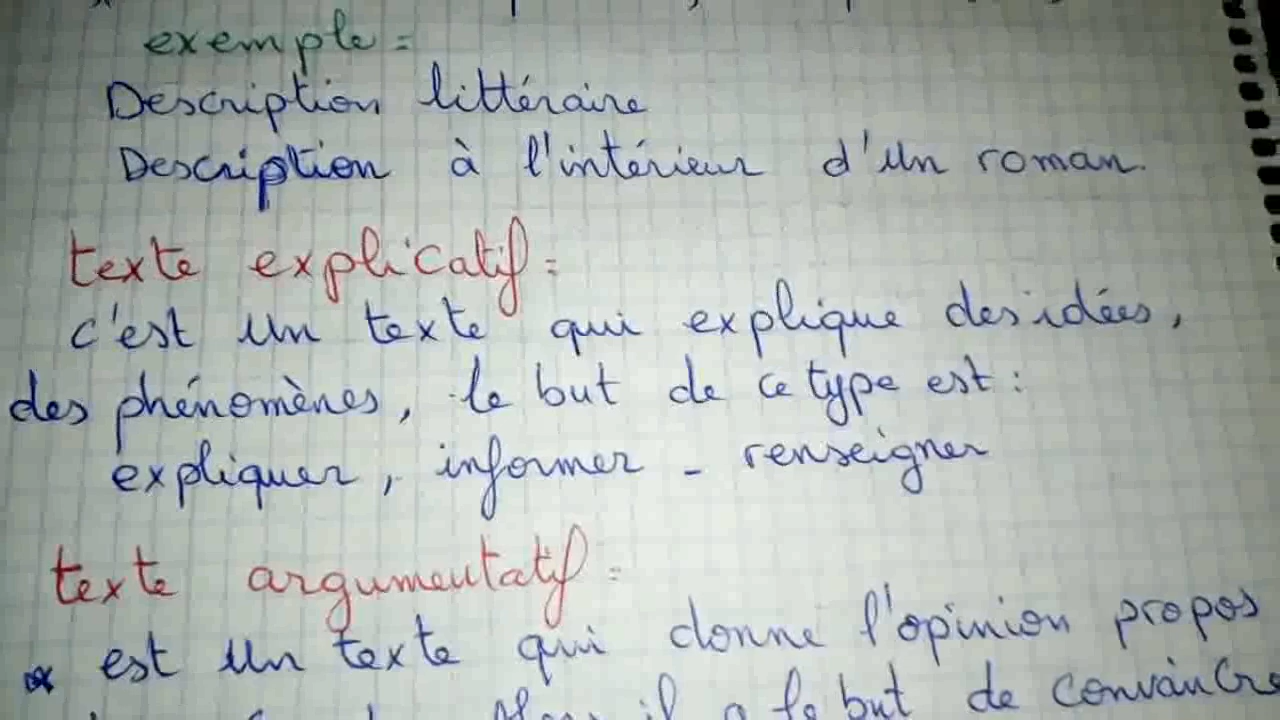 exemple =
Description littéraire
Description à l'intérieur d'un roman.
texte explicatif =
c'est un texte qui explique des idées,
des phénomènes, le but de ce type est :
expliquer, informer - renseigner
texte argumentatif =
* est un texte qui donne l'opinion propos
il a le but de convaincre